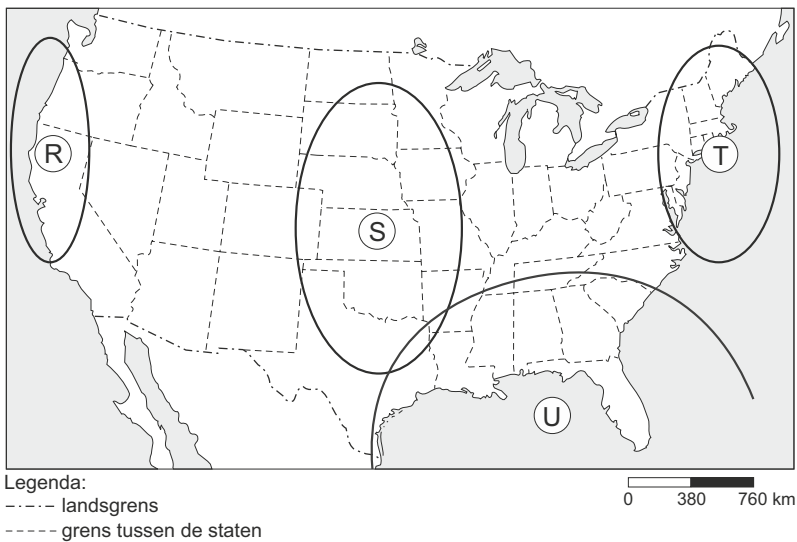 R
S
T
U
Legenda:
landsgrens
grens tussen de staten
0 380 760 km